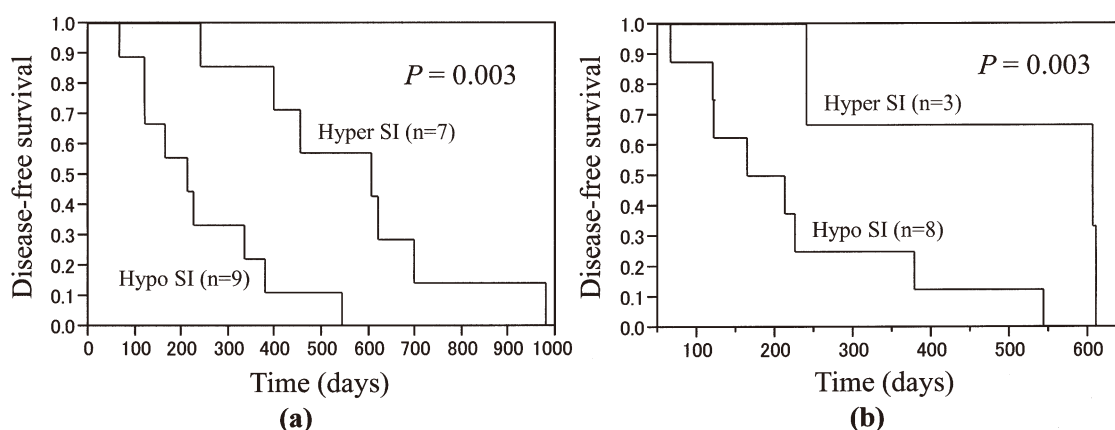 1.0
0.9
0.8
0.7
0.6
0.5
0.4
0.3
0.2
0.1
0.0
Disease-free survival
P = 0.003
Hyper SI (n=7)
Hypo SI (n=9)
0 100 200 300 400 500 600 700 800 900 1000
Time (days)
(a)
1.0
0.9
0.8
0.7
0.6
0.5
0.4
0.3
0.2
0.1
0.0
Disease-free survival
P = 0.003
Hyper SI (n=3)
Hypo SI (n=8)
100 200 300 400 500 600
Time (days)
(b)